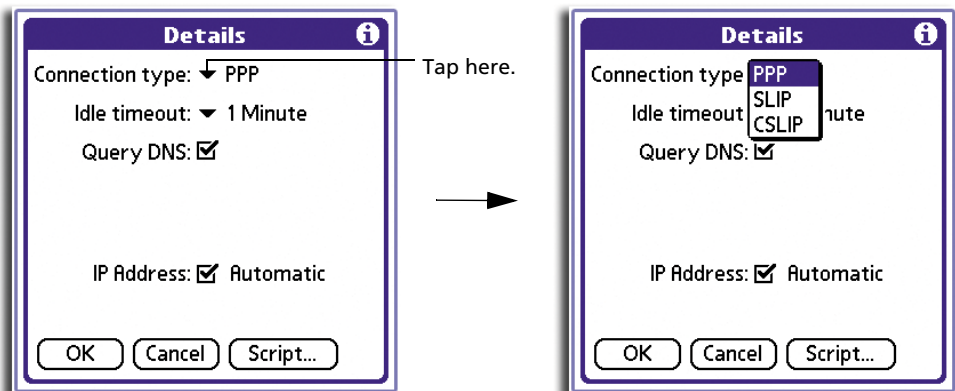 Details
Connection type: PPP
Idle timeout: 1 Minute
Query DNS:
IP Address: Automatic
OK Cancel Script...
Tap here.
Details
Connection type PPP
SLIP
CSLIP
Idle timeout nute
Query DNS:
IP Address: Automatic
OK Cancel Script...